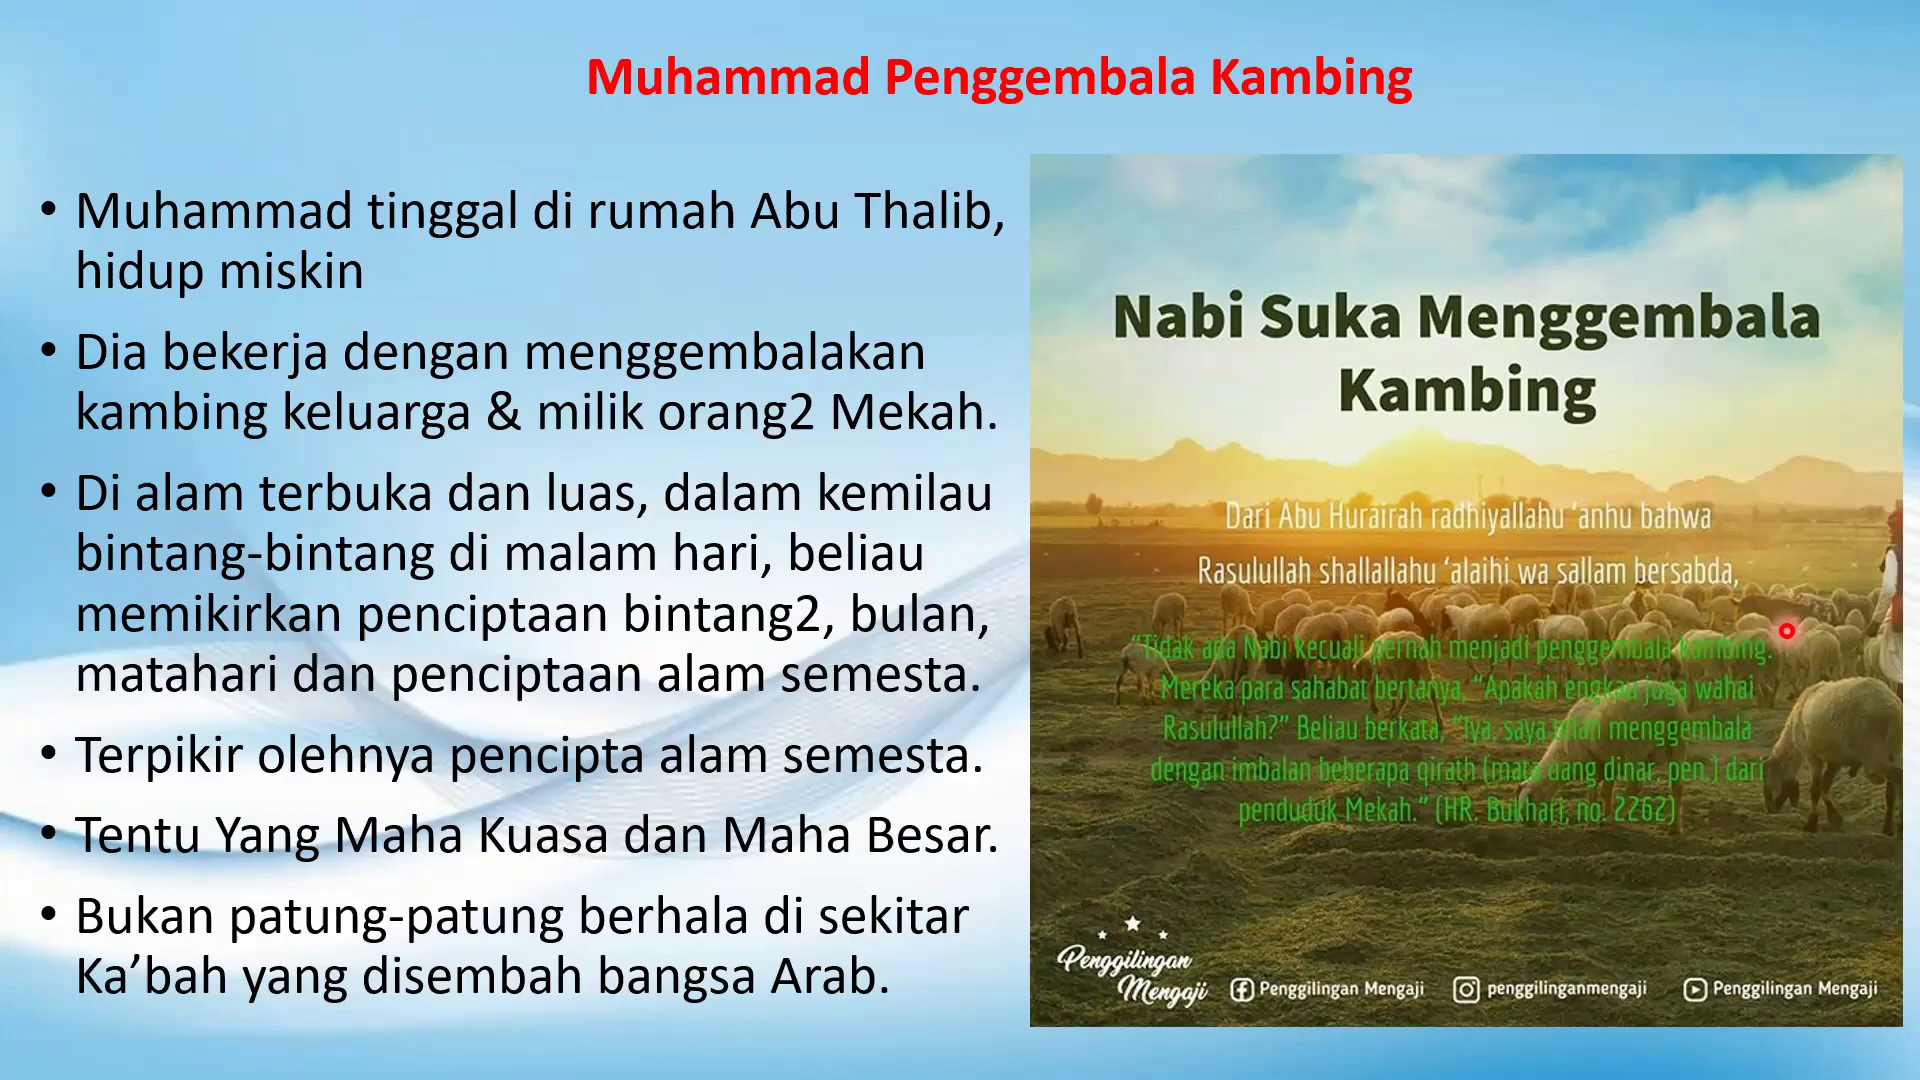 Muhammad Penggembala Kambing
• Muhammad tinggal di rumah Abu Thalib,
hidup miskin
• Dia bekerja dengan menggembalakan
kambing keluarga & milik orang2 Mekah.
• Di alam terbuka dan luas, dalam kemilau
bintang-bintang di malam hari, beliau
memikirkan penciptaan bintang2, bulan,
matahari dan penciptaan alam semesta.
• Terpikir olehnya pencipta alam semesta.
• Tentu Yang Maha Kuasa dan Maha Besar.
• Bukan patung-patung berhala di sekitar
Ka’bah yang disembah bangsa Arab.
Nabi Suka Menggembala
Kambing
Dari Abu Hurairah radhiyallahu ‘anhu bahwa
Rasulullah shallallahu ‘alaihi wa sallam bersabda,
“Tidak ada Nabi kecuali pernah menjadi penggembala kambing.
Mereka para sahabat bertanya, “Apakah engkau juga wahai
Rasulullah?” Beliau berkata, “Iya, saya telah menggembala
dengan imbalan beberapa qirath (mata uang dinar, pen.) dari
penduduk Mekah.” (HR. Bukhari, no. 2262)
Penggilingan
Mengaji
Penggilingan Mengaji
penggilinganmengaji
Penggilingan Mengaji